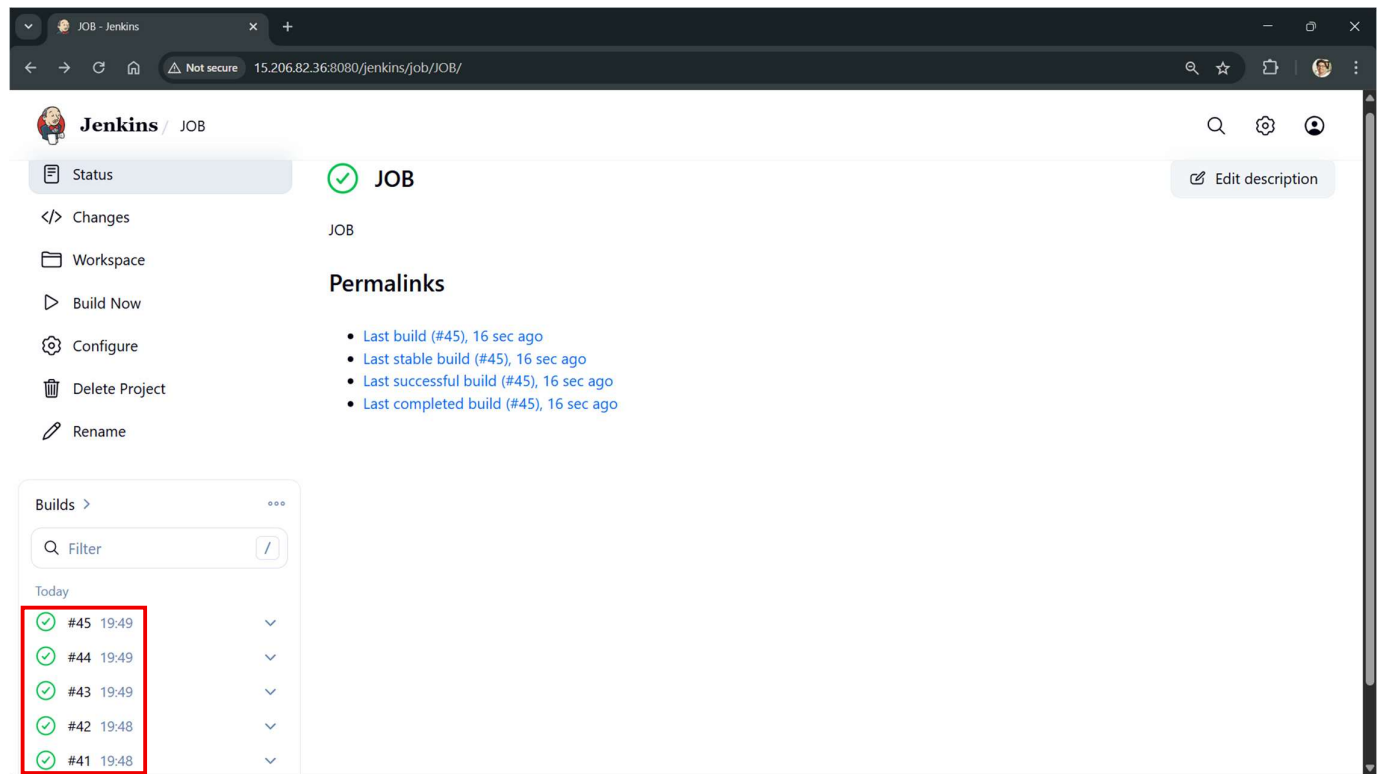 JOB - Jenkins
Not secure 15.206.82.36:8080/jenkins/job/JOB/
Jenkins / JOB
Status
Changes
Workspace
Build Now
Configure
Delete Project
Rename
Builds
Filter /
Today
#45 19:49
#44 19:49
#43 19:49
#42 19:48
#41 19:48
JOB
Edit description
JOB
Permalinks
Last build (#45), 16 sec ago
Last stable build (#45), 16 sec ago
Last successful build (#45), 16 sec ago
Last completed build (#45), 16 sec ago